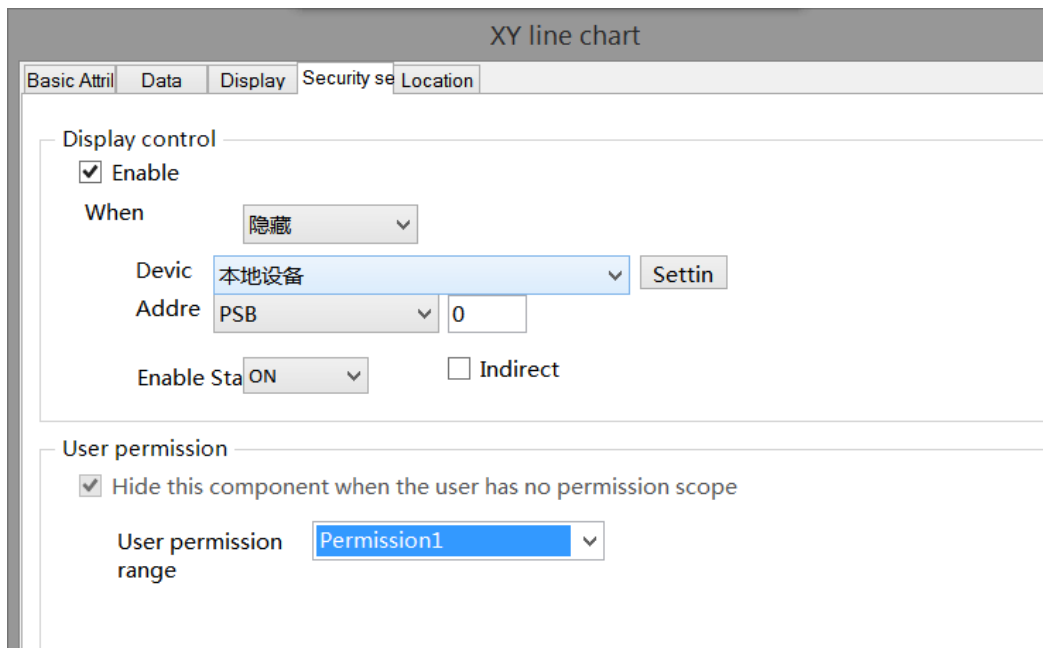 XY line chart
Basic Attril Data Display Security se Location
Display control
Enable
When 隐藏
Devic 本地设备 Settin
Addre PSB 0
Enable Sta ON Indirect
User permission
Hide this component when the user has no permission scope
User permission range Permission1